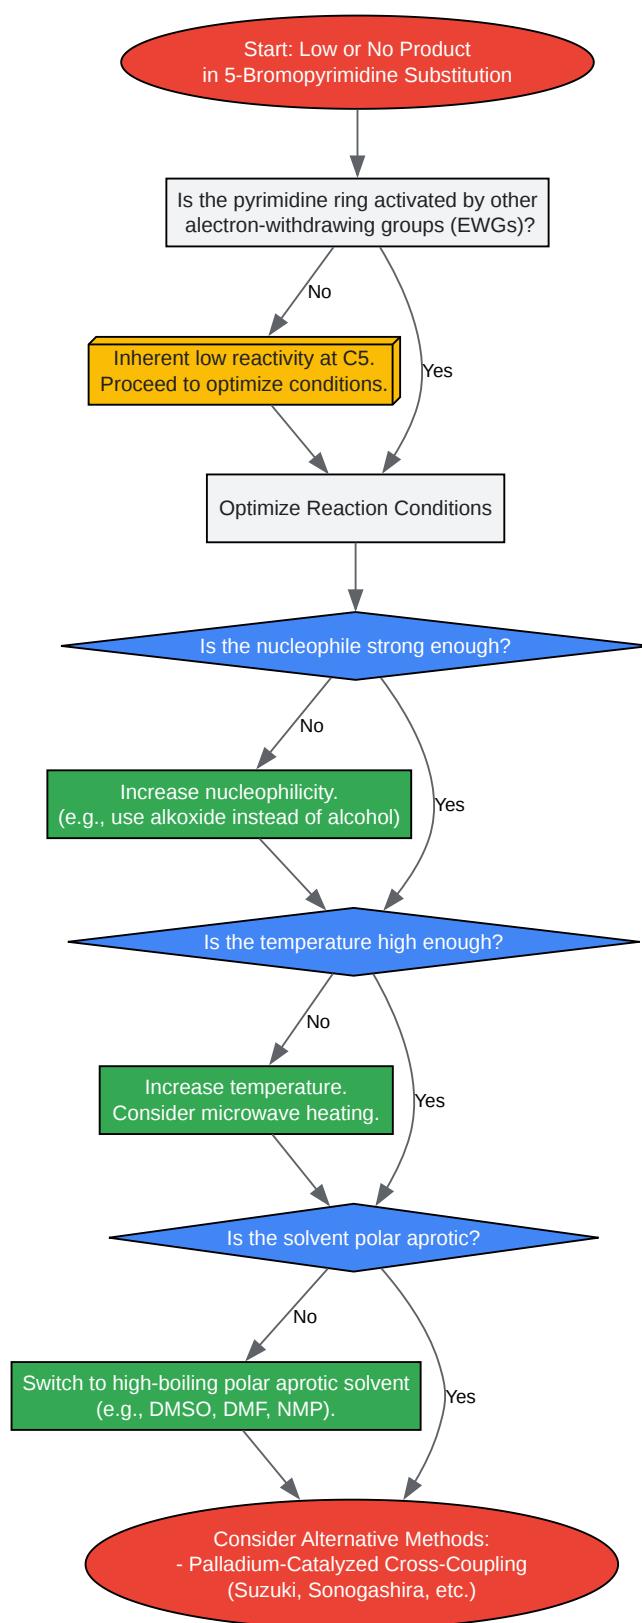 Start: Low or No Product
in 5-Bromopyrimidine Substitution
Is the pyrimidine ring activated by other
alectron-withdrawing groups (EWGs)?
No
Yes
Inherent low reactivity at C5.
Proceed to optimize conditions.
Optimize Reaction Conditions
Is the nucleophile strong enough?
No
Yes
Increase nucleophilicity.
(e.g., use alkoxide instead of alcohol)
Is the temperature high enough?
No
Yes
Increase temperature.
Consider microwave heating.
Is the solvent polar aprotic?
No
Yes
Switch to high-boiling polar aprotic solvent
(e.g., DMSO, DMF, NMP).
Consider Alternative Methods:
- Palladium-Catalyzed Cross-Coupling
(Suzuki, Sonogashira, etc.)